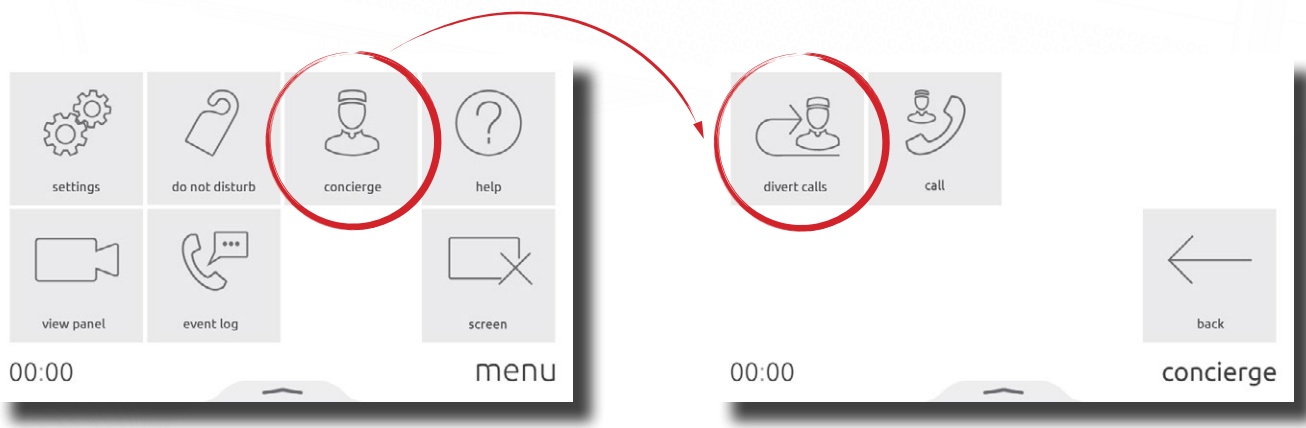 settings
do not disturb
concierge
help
view panel
event log
screen
00:00
menu
divert calls
call
back
00:00
concierge